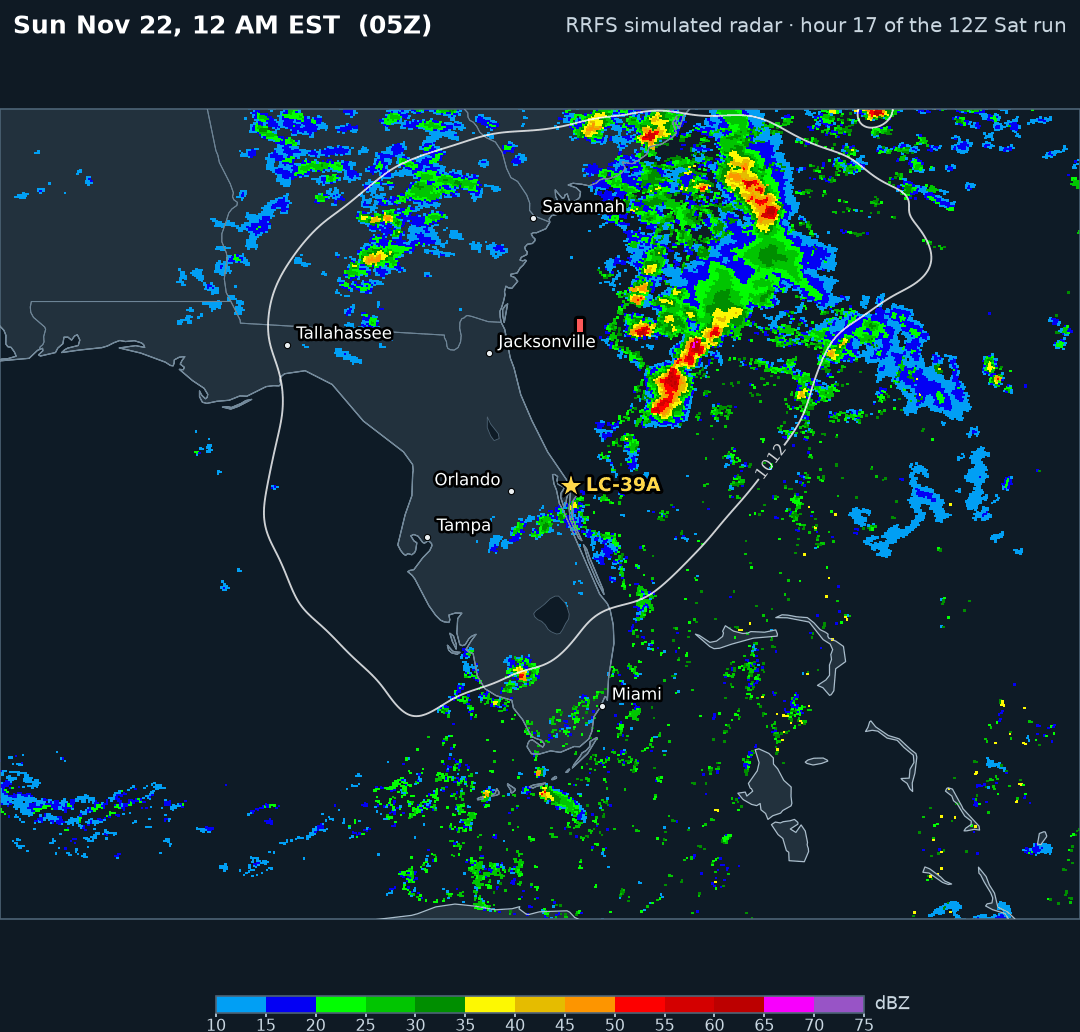 Sun Nov 22, 12 AM EST (05Z)
RRFS simulated radar · hour 17 of the 12Z Sat run
Savannah
Tallahassee
Jacksonville
1012
Orlando
LC-39A
Tampa
Miami
dBZ
10 15 20 25 30 35 40 45 50 55 60 65 70 75